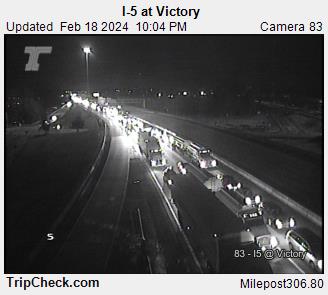 I-5 at Victory
Updated Feb 18 2024 10:04 PM Camera 83
T
S
83 - I5 @ Victory
TripCheck.com Milepost306.80